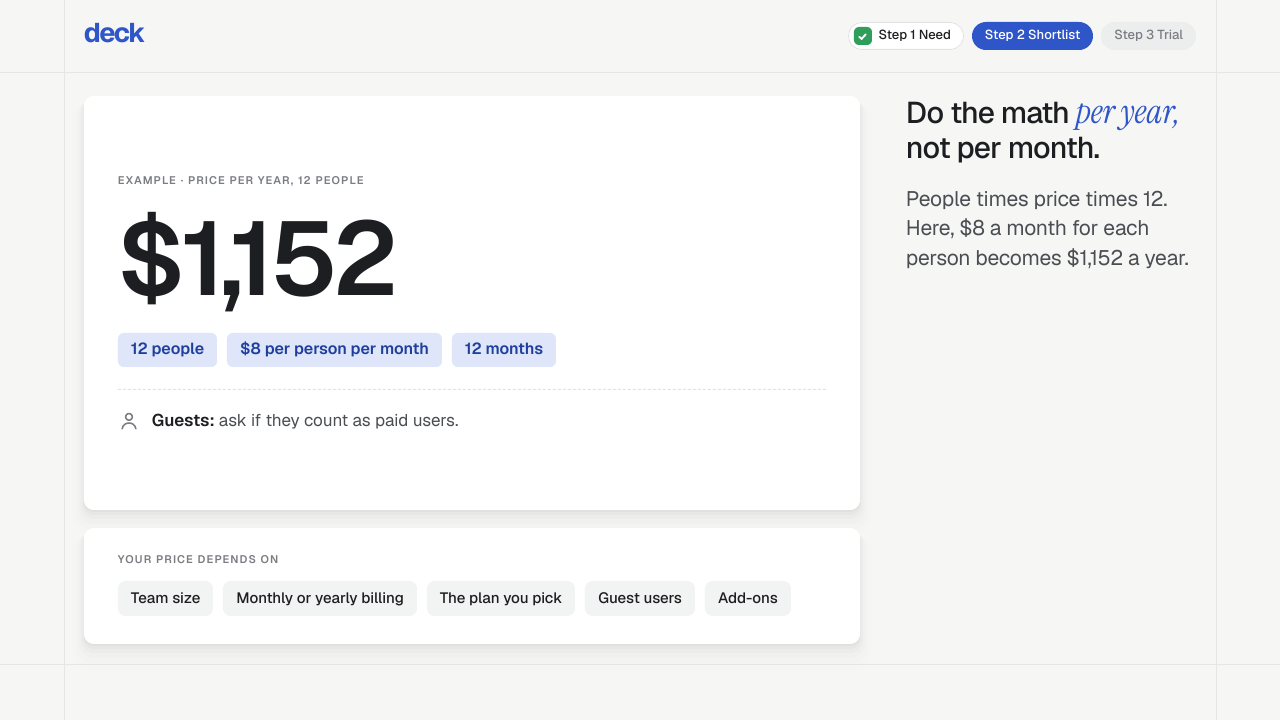 deck
Step 1 Need
Step 2 Shortlist
Step 3 Trial
EXAMPLE · PRICE PER YEAR, 12 PEOPLE
$1,152
12 people
$8 per person per month
12 months
Guests: ask if they count as paid users.
YOUR PRICE DEPENDS ON
Team size
Monthly or yearly billing
The plan you pick
Guest users
Add-ons
Do the math per year,
not per month.
People times price times 12.
Here, $8 a month for each
person becomes $1,152 a year.